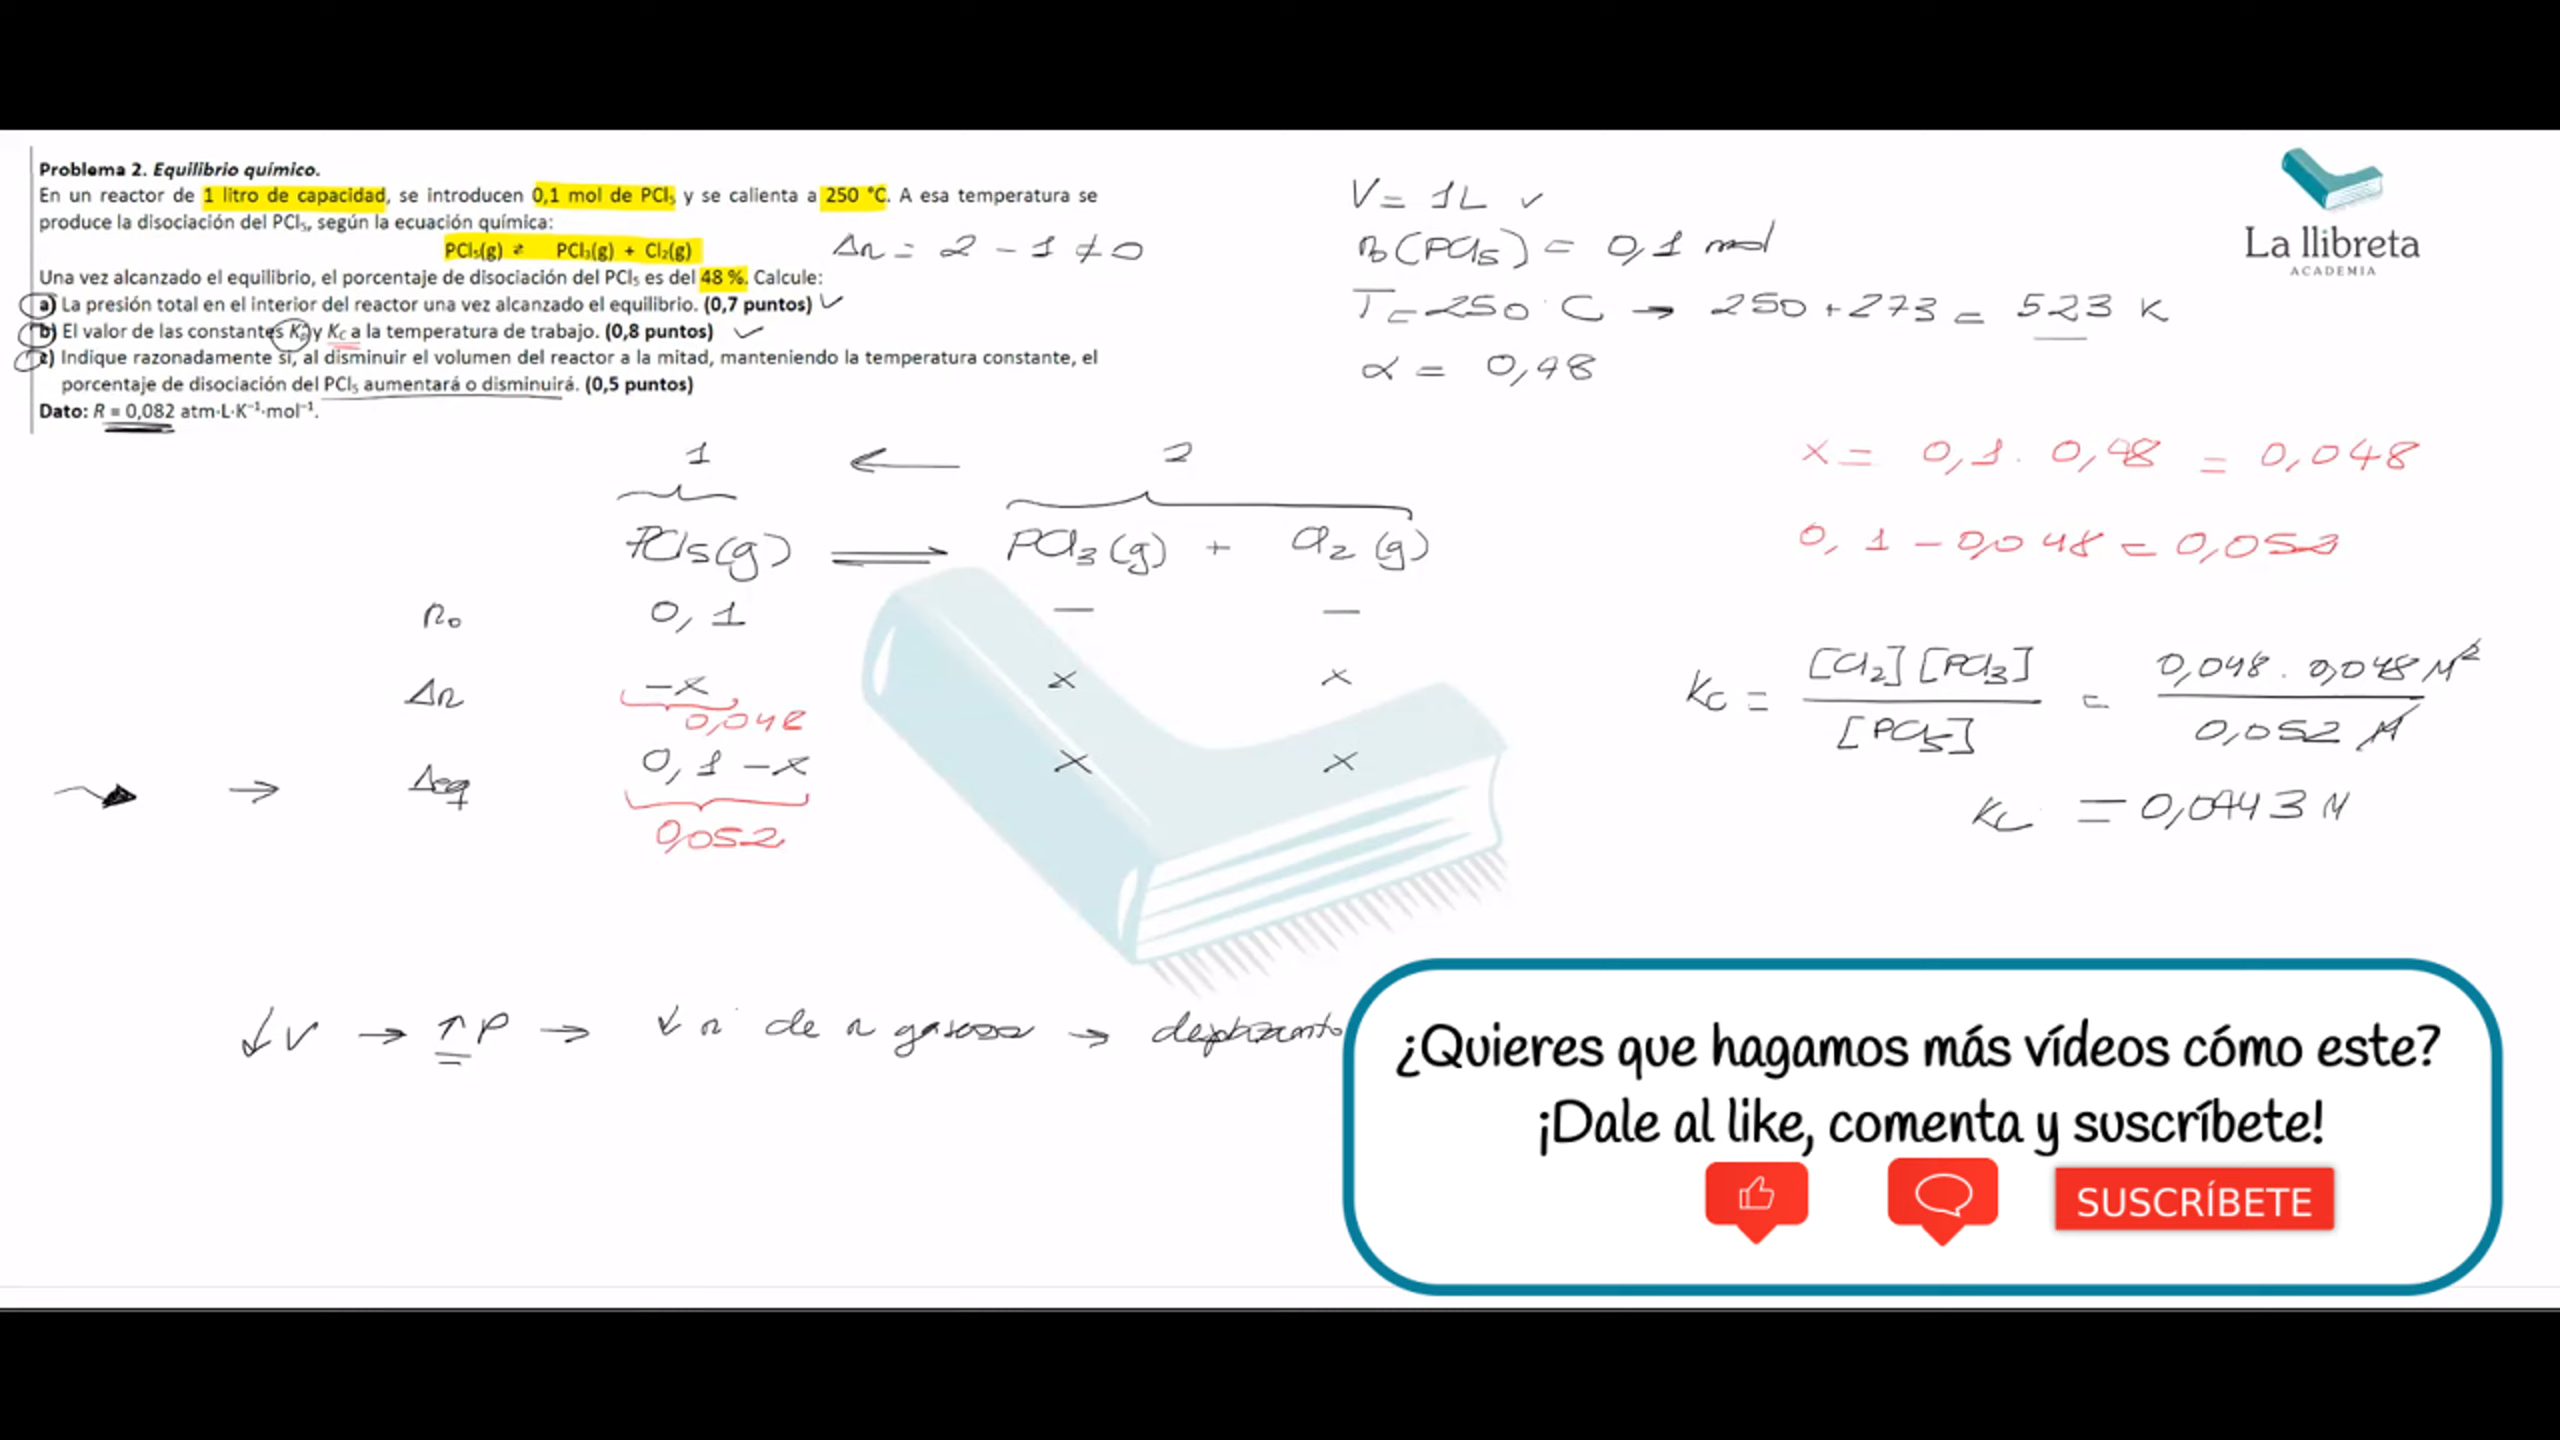 Problema 2. Equilibrio químico.
En un reactor de 1 litro de capacidad, se introducen 0,1 mol de PCl₅ y se calienta a 250 °C. A esa temperatura se
produce la disociación del PCl₅, según la ecuación química:
PCl₅(g) ⇌ PCl₃(g) + Cl₂(g)
Δn = 2 - 1 ≠ 0
Una vez alcanzado el equilibrio, el porcentaje de disociación del PCl₅ es del 48 %. Calcule:
a) La presión total en el interior del reactor una vez alcanzado el equilibrio. (0,7 puntos) ✓
b) El valor de las constantes Kₚ y K_C a la temperatura de trabajo. (0,8 puntos) ✓
c) Indique razonadamente si, al disminuir el volumen del reactor a la mitad, manteniendo la temperatura constante, el
porcentaje de disociación del PCl₅ aumentará o disminuirá. (0,5 puntos)
Dato: R = 0,082 atm·L·K⁻¹·mol⁻¹.
V = 1L ✓
n₀(PCl₅) = 0,1 mol
T = 250 °C → 250 + 273 = 523 K
α = 0,48
La llibreta
ACADEMIA
x = 0,1 . 0,48 = 0,048
0,1 - 0,048 = 0,052
1 ← 2
PCl₅(g) ⇌ PCl₃(g) + Cl₂(g)
n₀ 0,1 — —
Δn -x x x
0,048
→ Δeq 0,1 - x x x
0,052
Kc = [Cl₂][PCl₃] / [PCl₅] = 0,048 . 0,048 M² / 0,052 M
Kc = 0,0443 M
↓V → ↑P → ↓ nº de n gaseosos →
¿Quieres que hagamos más vídeos cómo este?
¡Dale al like, comenta y suscríbete!
SUSCRÍBETE